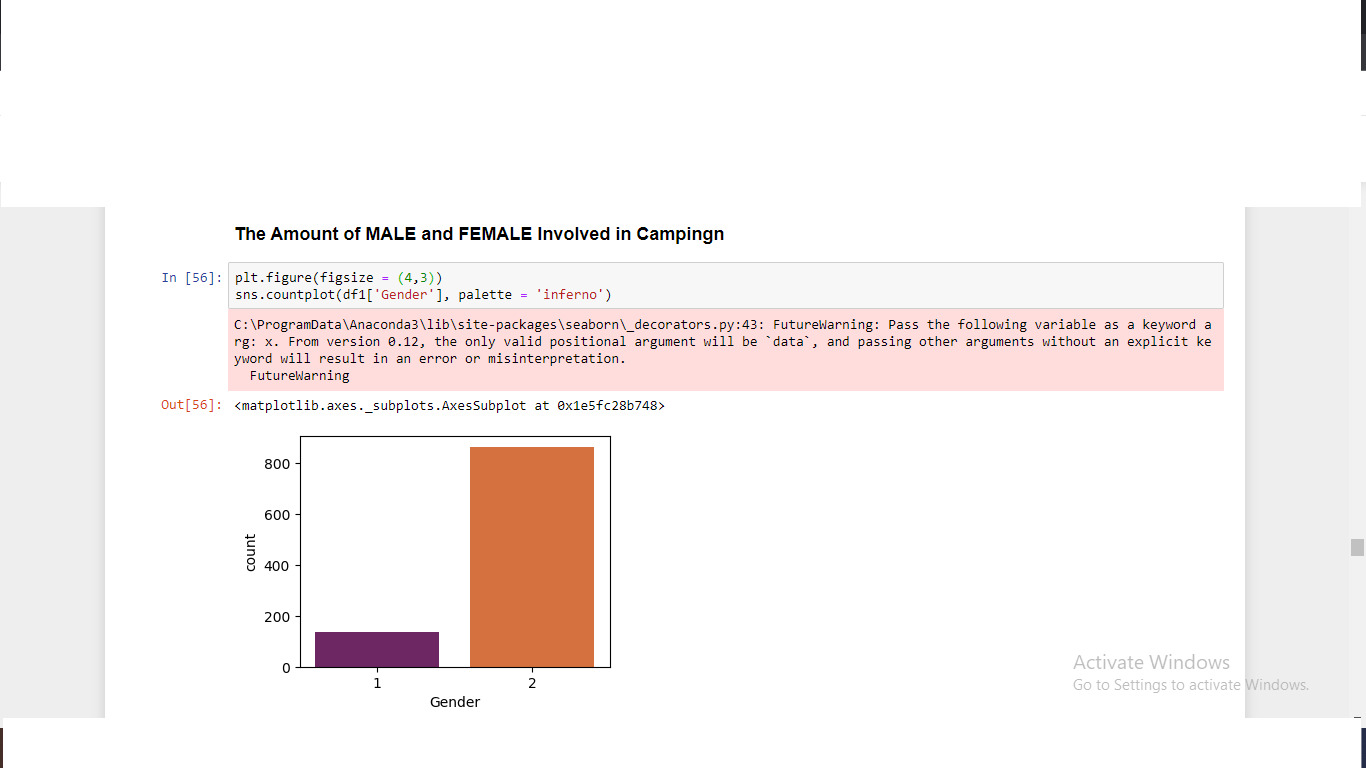 The Amount of MALE and FEMALE Involved in Campingn
In [56]: plt.figure(figsize = (4,3))
sns.countplot(df1['Gender'], palette = 'inferno')
C:\ProgramData\Anaconda3\lib\site-packages\seaborn\_decorators.py:43: FutureWarning: Pass the following variable as a keyword a
rg: x. From version 0.12, the only valid positional argument will be `data`, and passing other arguments without an explicit ke
yword will result in an error or misinterpretation.
FutureWarning
Out[56]: <matplotlib.axes._subplots.AxesSubplot at 0x1e5fc28b748>
800
600
400
200
0
count
1 2
Gender
Activate Windows
Go to Settings to activate Windows.